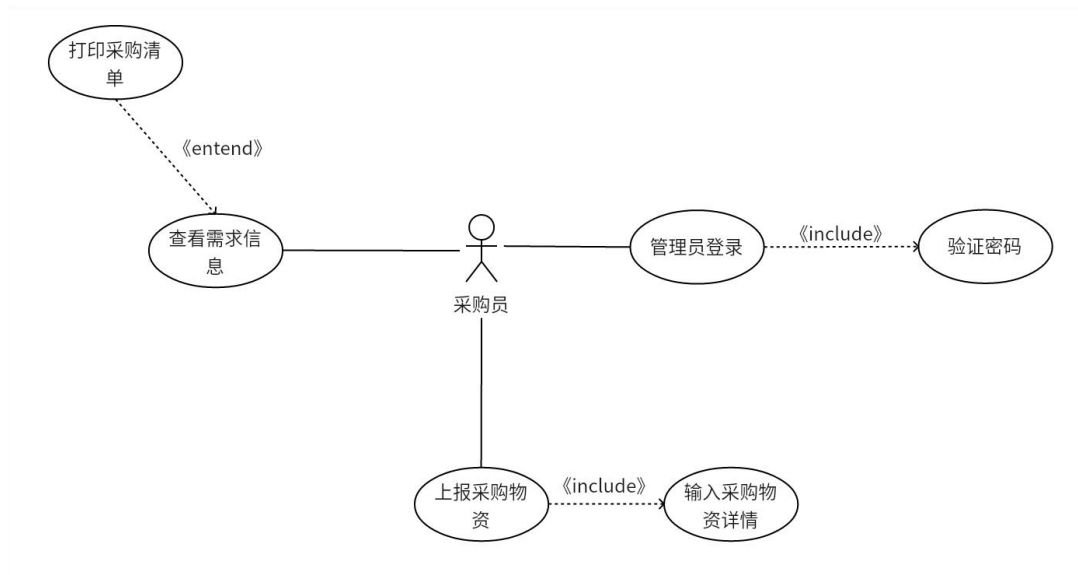 打印采购清
单
《entend》
查看需求信
息
采购员
管理员登录
《include》
验证密码
上报采购物
资
《include》
输入采购物
资详情